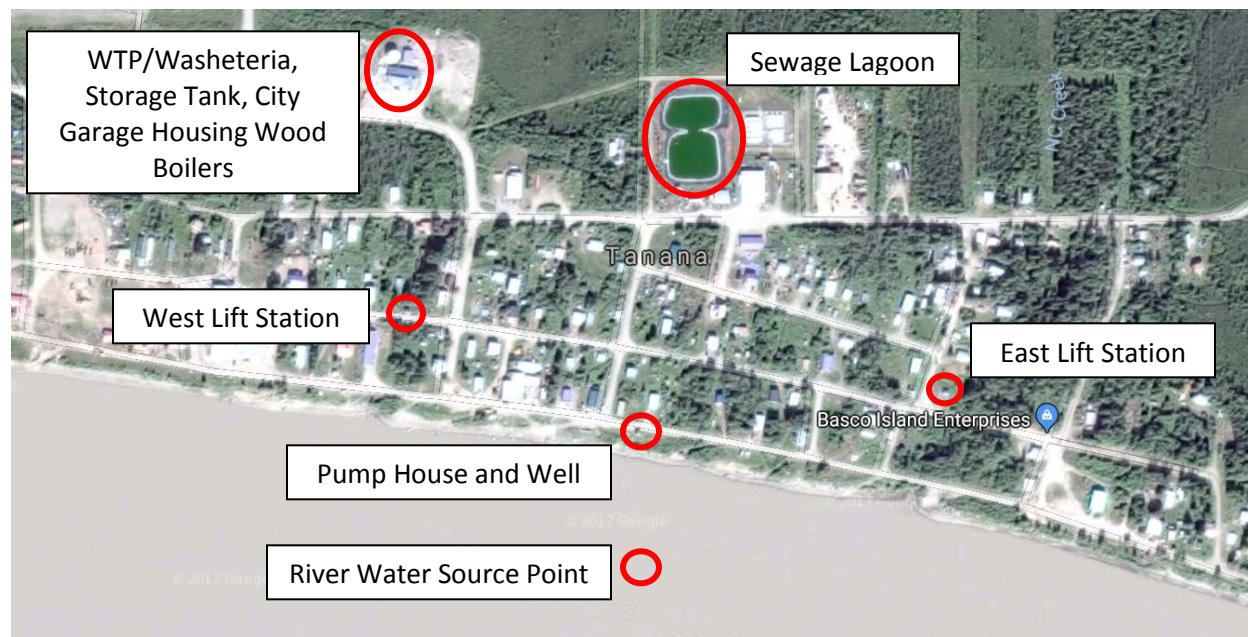 WTP/Washeteria,
Storage Tank, City
Garage Housing Wood
Boilers
Sewage Lagoon
NC Creek
Tanana
West Lift Station
East Lift Station
Basco Island Enterprises
Pump House and Well
© 2017 Google
River Water Source Point
© 2017 Google